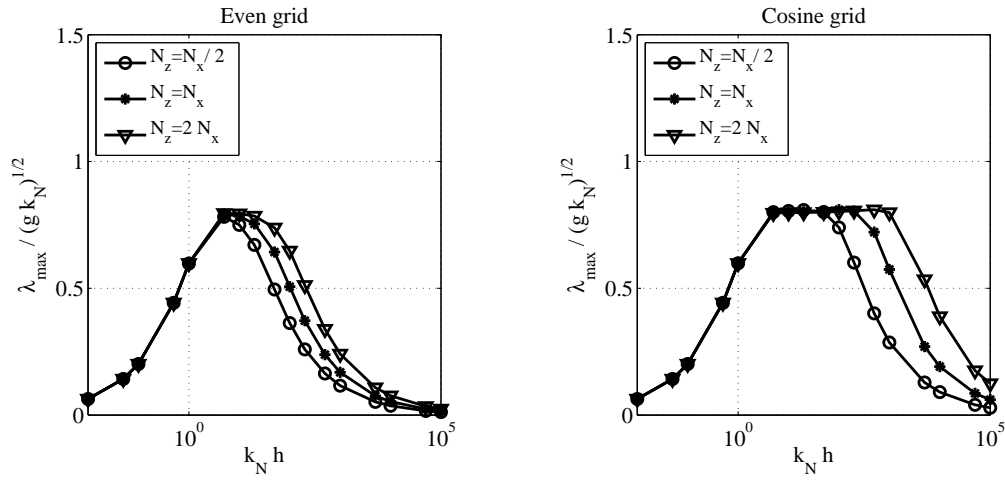 Even grid
1.5
1
0.5
0
N_z=N_x / 2
N_z=N_x
N_z=2 N_x
λ_max / (g k_N)^1/2
10^0
10^5
k_N h
Cosine grid
1.5
1
0.5
0
N_z=N_x / 2
N_z=N_x
N_z=2 N_x
λ_max / (g k_N)^1/2
10^0
10^5
k_N h